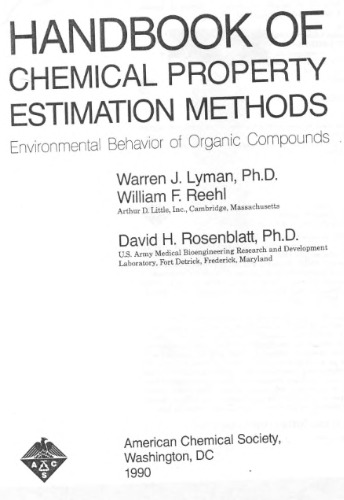 HANDBOOK OF
CHEMICAL PROPERTY
ESTIMATION METHODS
Environmental Behavior of Organic Compounds
Warren J. Lyman, Ph.D.
William F. Reehl
Arthur D. Little, Inc., Cambridge, Massachusetts
David H. Rosenblatt, Ph.D.
U.S. Army Medical Bioengineering Research and Development
Laboratory, Fort Detrick, Frederick, Maryland
American Chemical Society,
Washington, DC
1990
A C
S